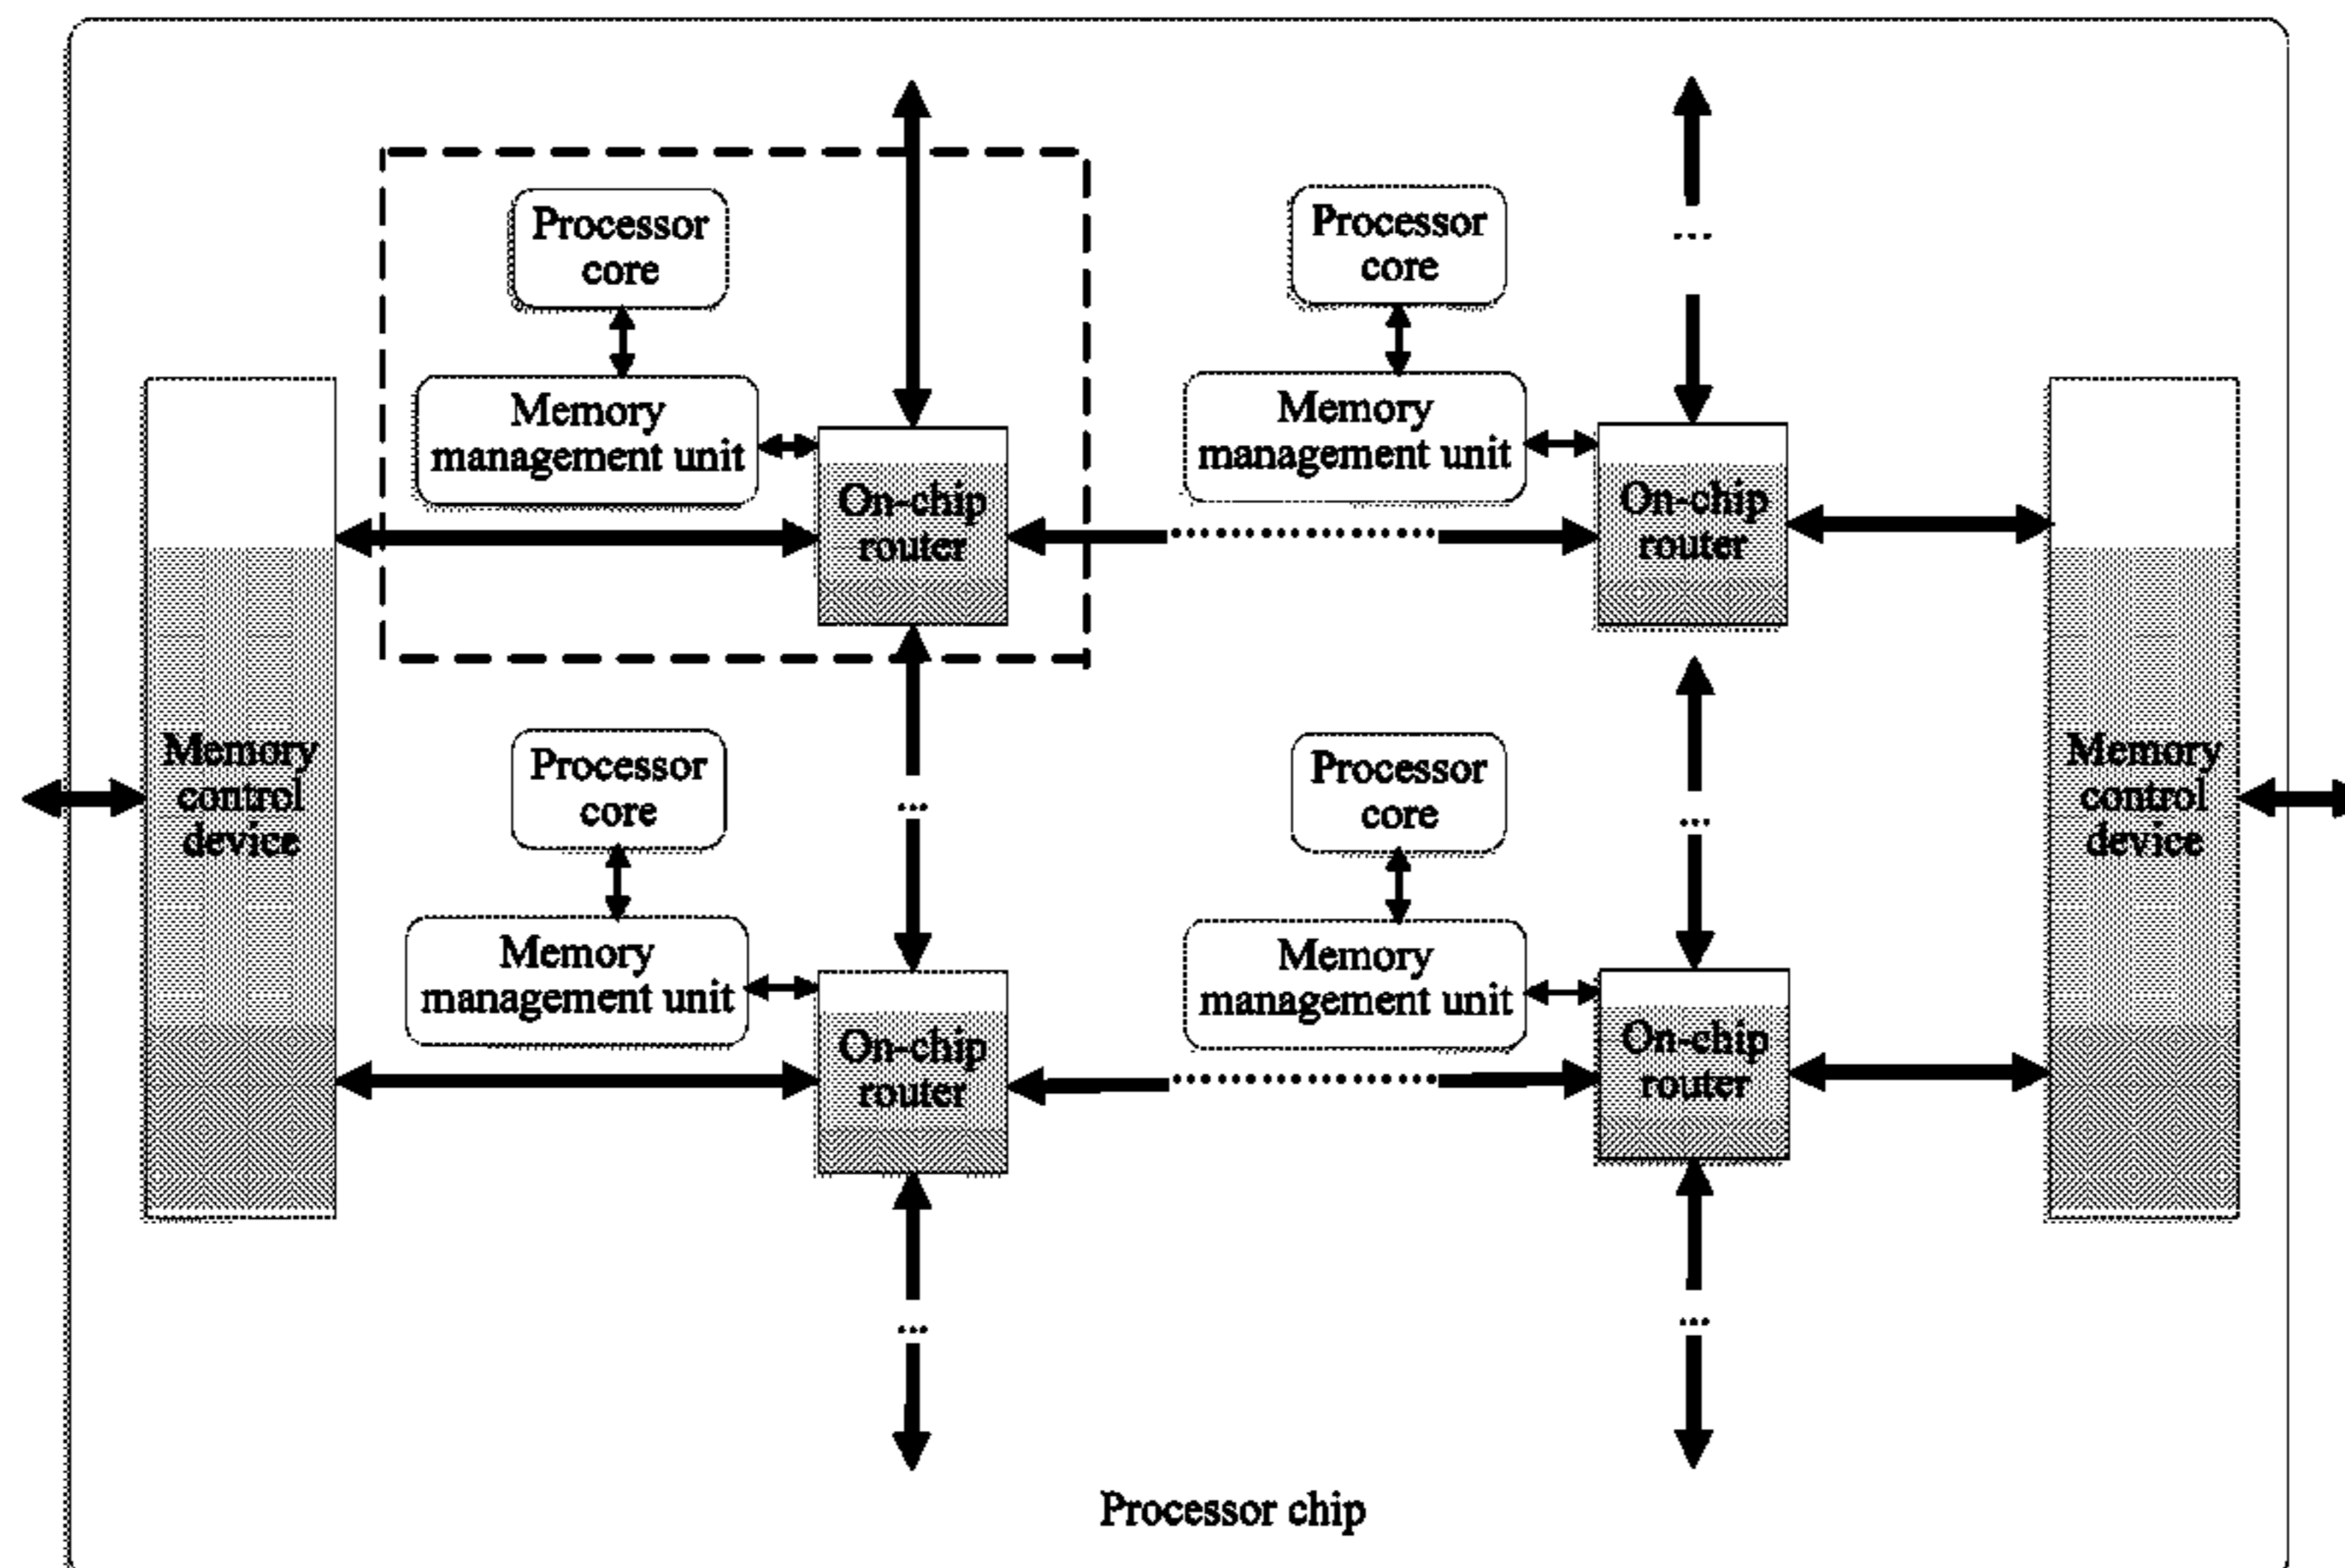 Processor
core
Memory
management unit
On-chip
router
Processor
core
Memory
management unit
On-chip
router
Memory
control
device
Processor
core
Memory
management unit
On-chip
router
Processor
core
Memory
management unit
On-chip
router
Memory
control
device
Processor chip